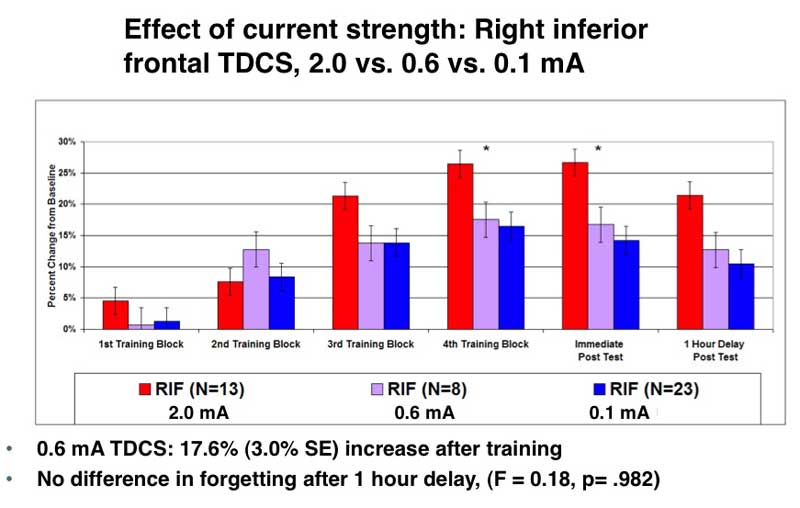 Effect of current strength: Right inferior
frontal TDCS, 2.0 vs. 0.6 vs. 0.1 mA
Percent Change from Baseline
30%
25%
20%
15%
10%
5%
0%
* *
1st Training Block 2nd Training Block 3rd Training Block 4th Training Block Immediate Post Test 1 Hour Delay Post Test
RIF (N=13) RIF (N=8) RIF (N=23)
2.0 mA 0.6 mA 0.1 mA
• 0.6 mA TDCS: 17.6% (3.0% SE) increase after training
• No difference in forgetting after 1 hour delay, (F = 0.18, p= .982)